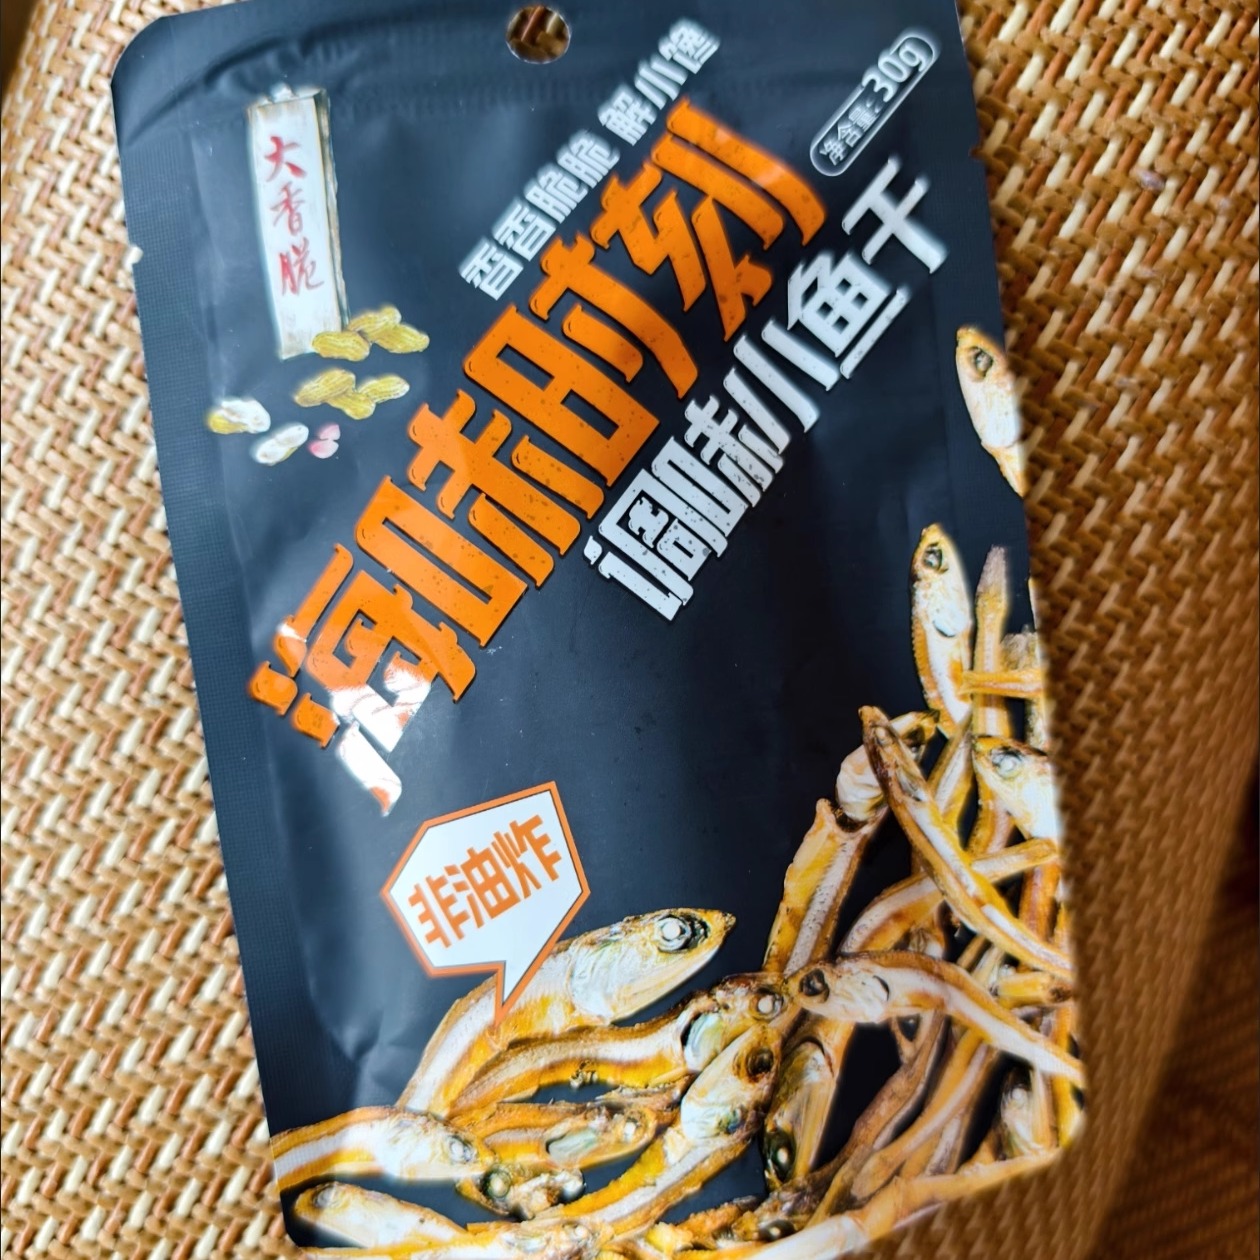 大香脆
香香脆脆 解小馋
净含量:30g
海味时刻
调味小鱼干
非油炸